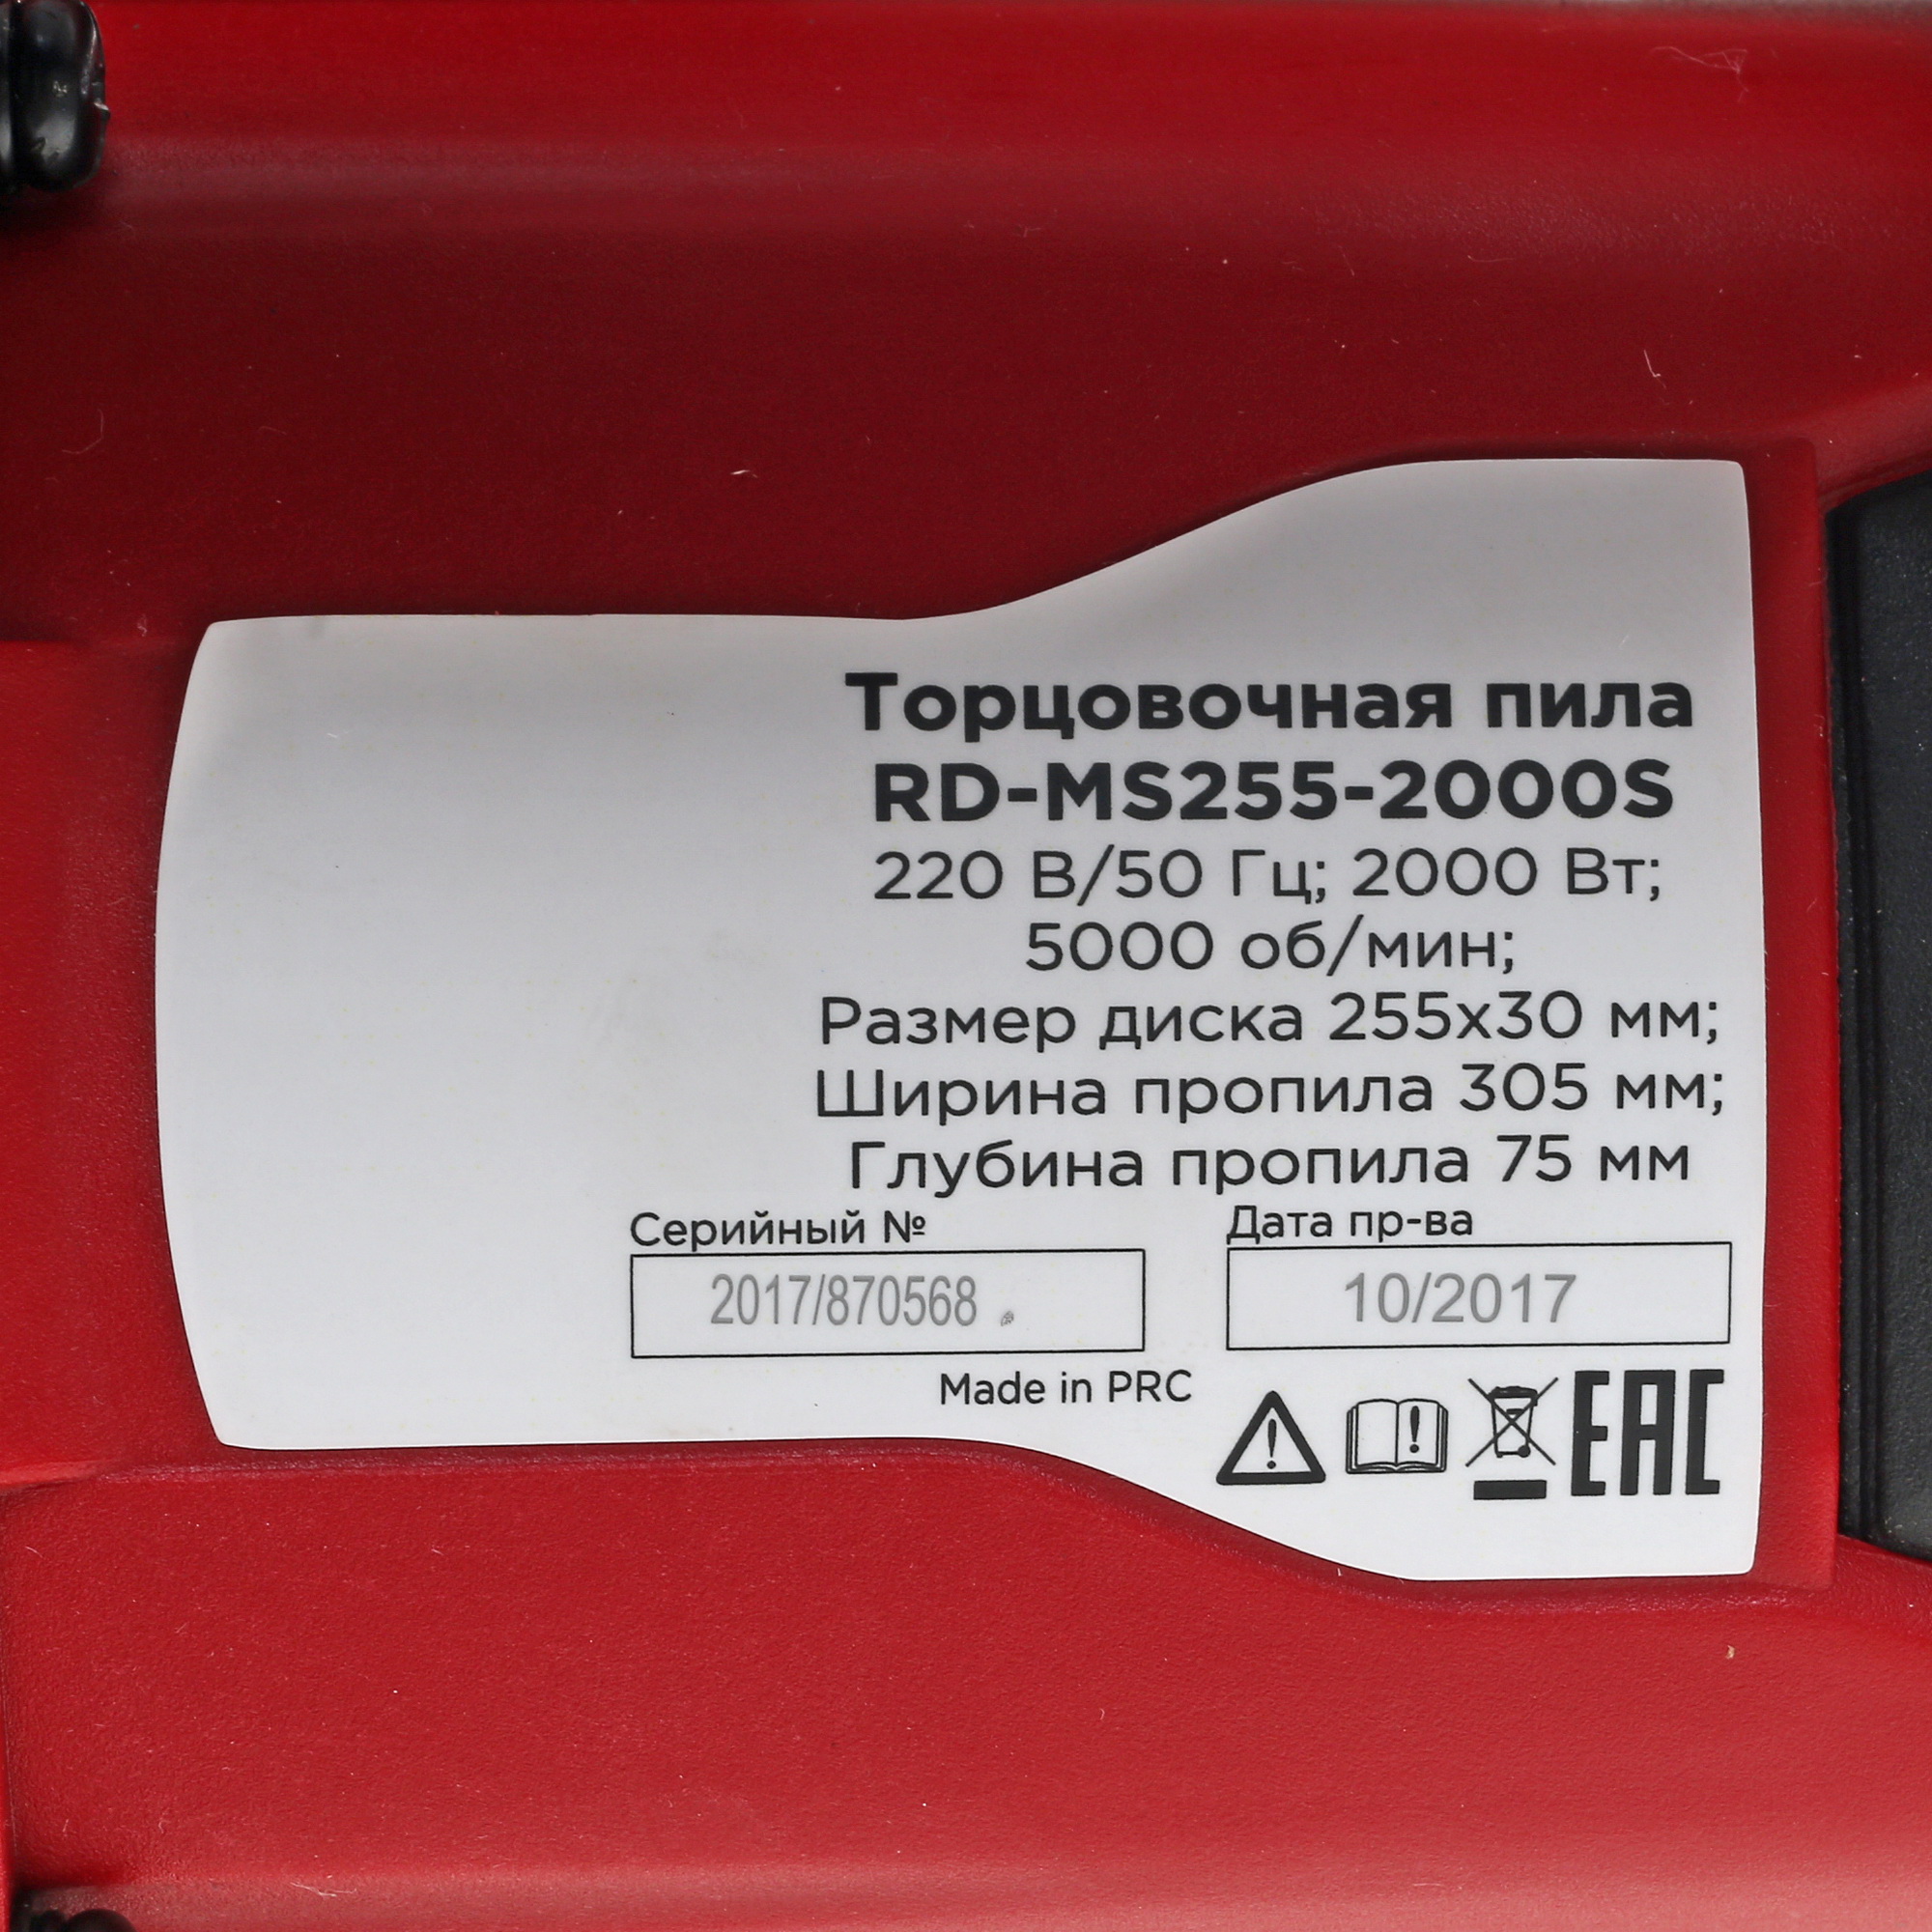 Торцовочная пила
RD-MS255-2000S
220 В/50 Гц; 2000 Вт;
5000 об/мин;
Размер диска 255х30 мм;
Ширина пропила 305 мм;
Глубина пропила 75 мм
Серийный №
2017/870568
Дата пр-ва
10/2017
Made in PRC
EAC